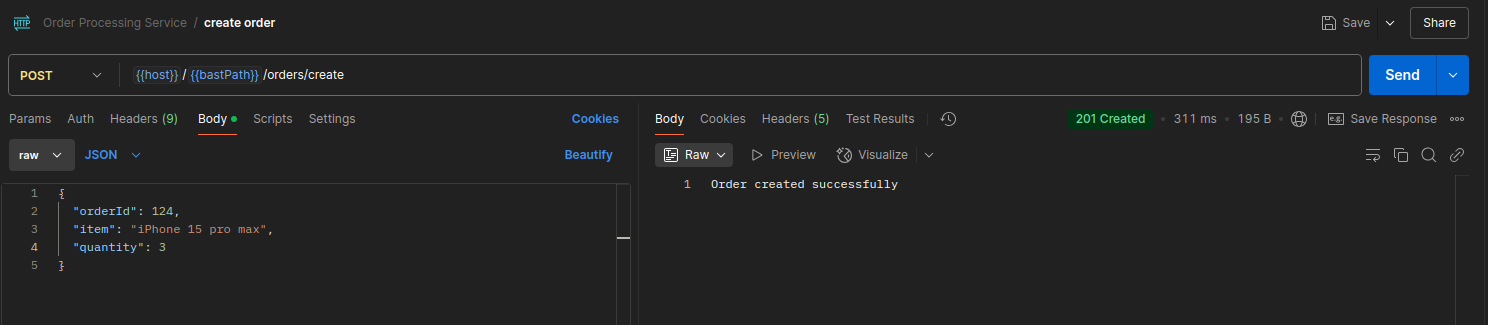 HTTP Order Processing Service / create order Save Share
POST {{host}} / {{bastPath}} /orders/create Send
Params Auth Headers (9) Body Scripts Settings Cookies
raw JSON Beautify
1 {
2 "orderId": 124,
3 "item": "iPhone 15 pro max",
4 "quantity": 3
5 }
Body Cookies Headers (5) Test Results 201 Created • 311 ms • 195 B • e.g. Save Response
Raw Preview Visualize
1 Order created successfully